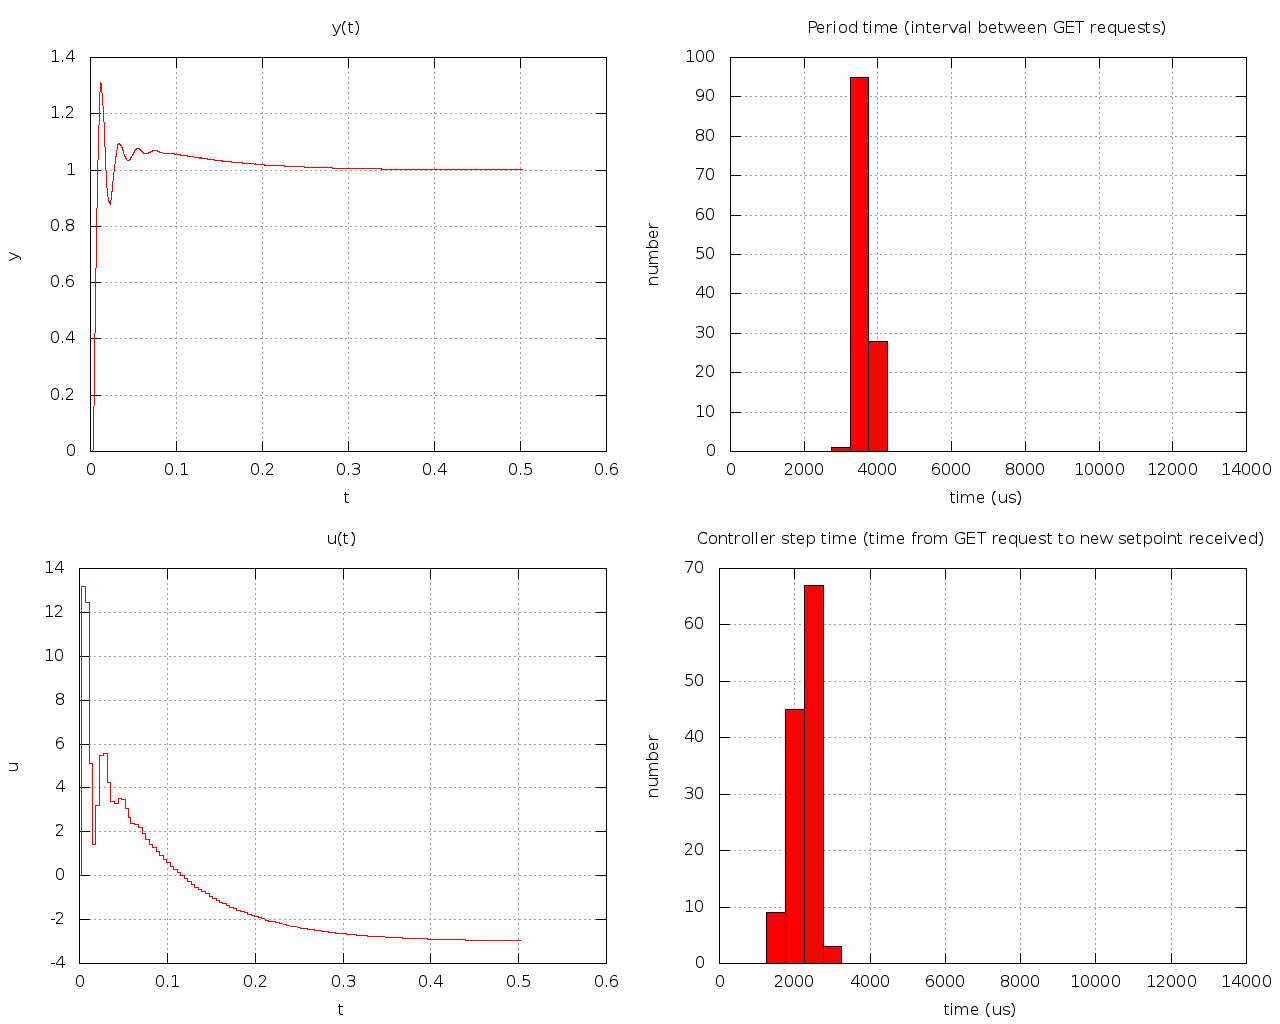 y(t)
1.4
1.2
1
0.8
0.6
0.4
0.2
0
y
0 0.1 0.2 0.3 0.4 0.5 0.6
t
Period time (interval between GET requests)
100
90
80
70
60
50
40
30
20
10
0
number
0 2000 4000 6000 8000 10000 12000 14000
time (us)
u(t)
14
12
10
8
6
4
2
0
-2
-4
u
0 0.1 0.2 0.3 0.4 0.5 0.6
t
Controller step time (time from GET request to new setpoint received)
70
60
50
40
30
20
10
0
number
0 2000 4000 6000 8000 10000 12000 14000
time (us)